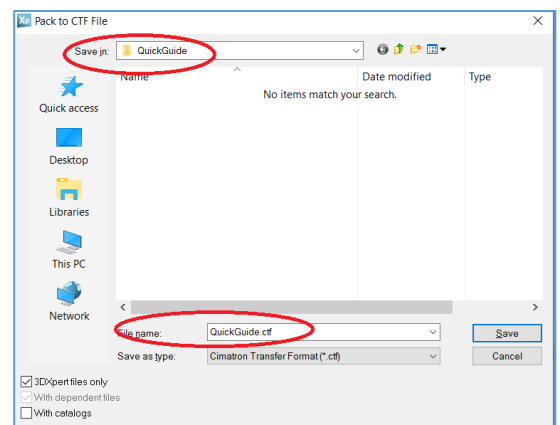 XP Pack to CTF File
Save in: QuickGuide
Name Date modified Type
No items match your search.
Quick access
Desktop
Libraries
This PC
Network
File name: QuickGuide.ctf Save
Save as type: Cimatron Transfer Format (*.ctf) Cancel
3DXpert files only
With dependent files
With catalogs